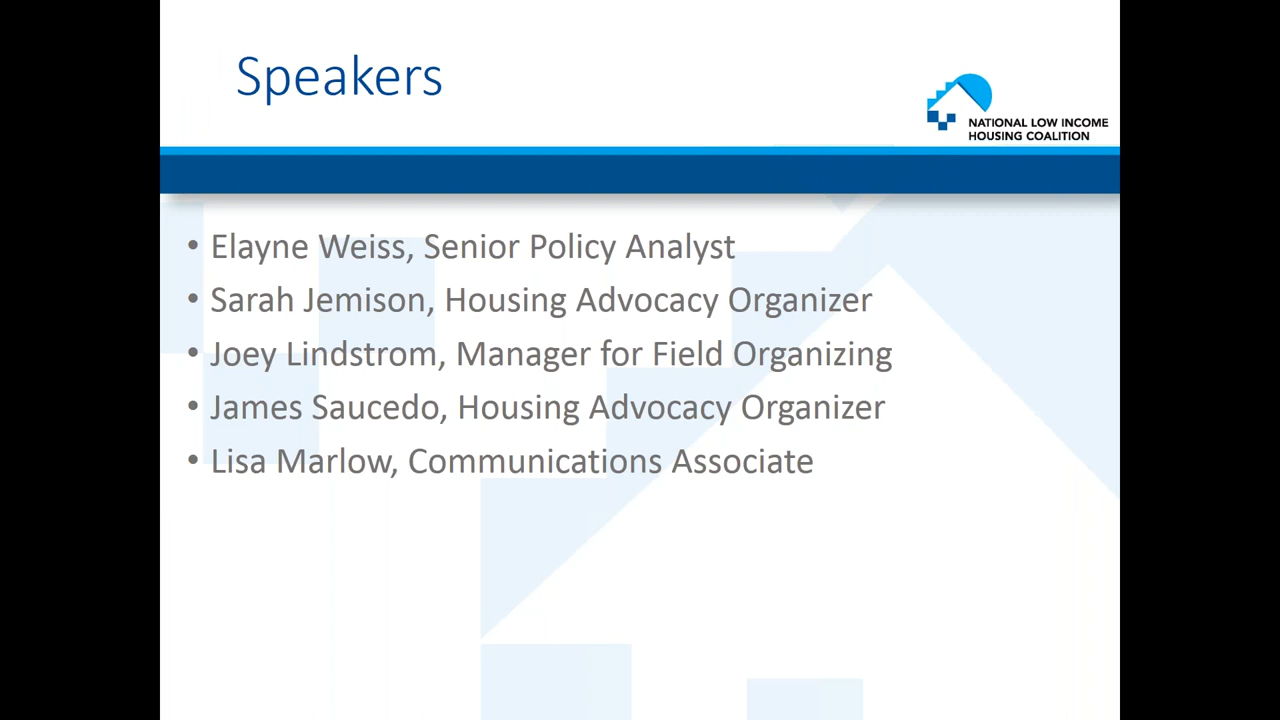 Speakers
NATIONAL LOW INCOME
HOUSING COALITION
• Elayne Weiss, Senior Policy Analyst
• Sarah Jemison, Housing Advocacy Organizer
• Joey Lindstrom, Manager for Field Organizing
• James Saucedo, Housing Advocacy Organizer
• Lisa Marlow, Communications Associate